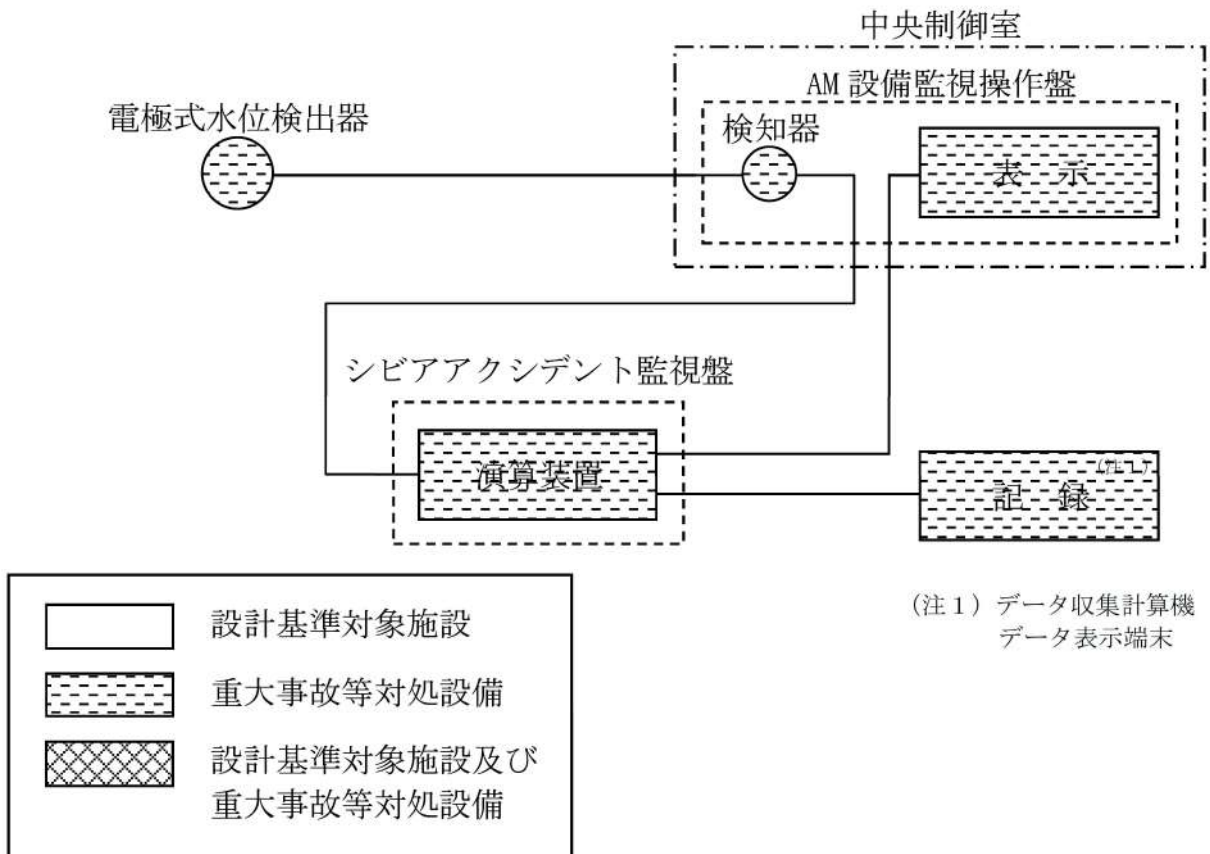 中央制御室
AM 設備監視操作盤
電極式水位検出器
検知器
表 示
シビアアクシデント監視盤
演算装置
記 録(注1)
(注1)データ収集計算機
データ表示端末
設計基準対象施設
重大事故等対処設備
設計基準対象施設及び
重大事故等対処設備